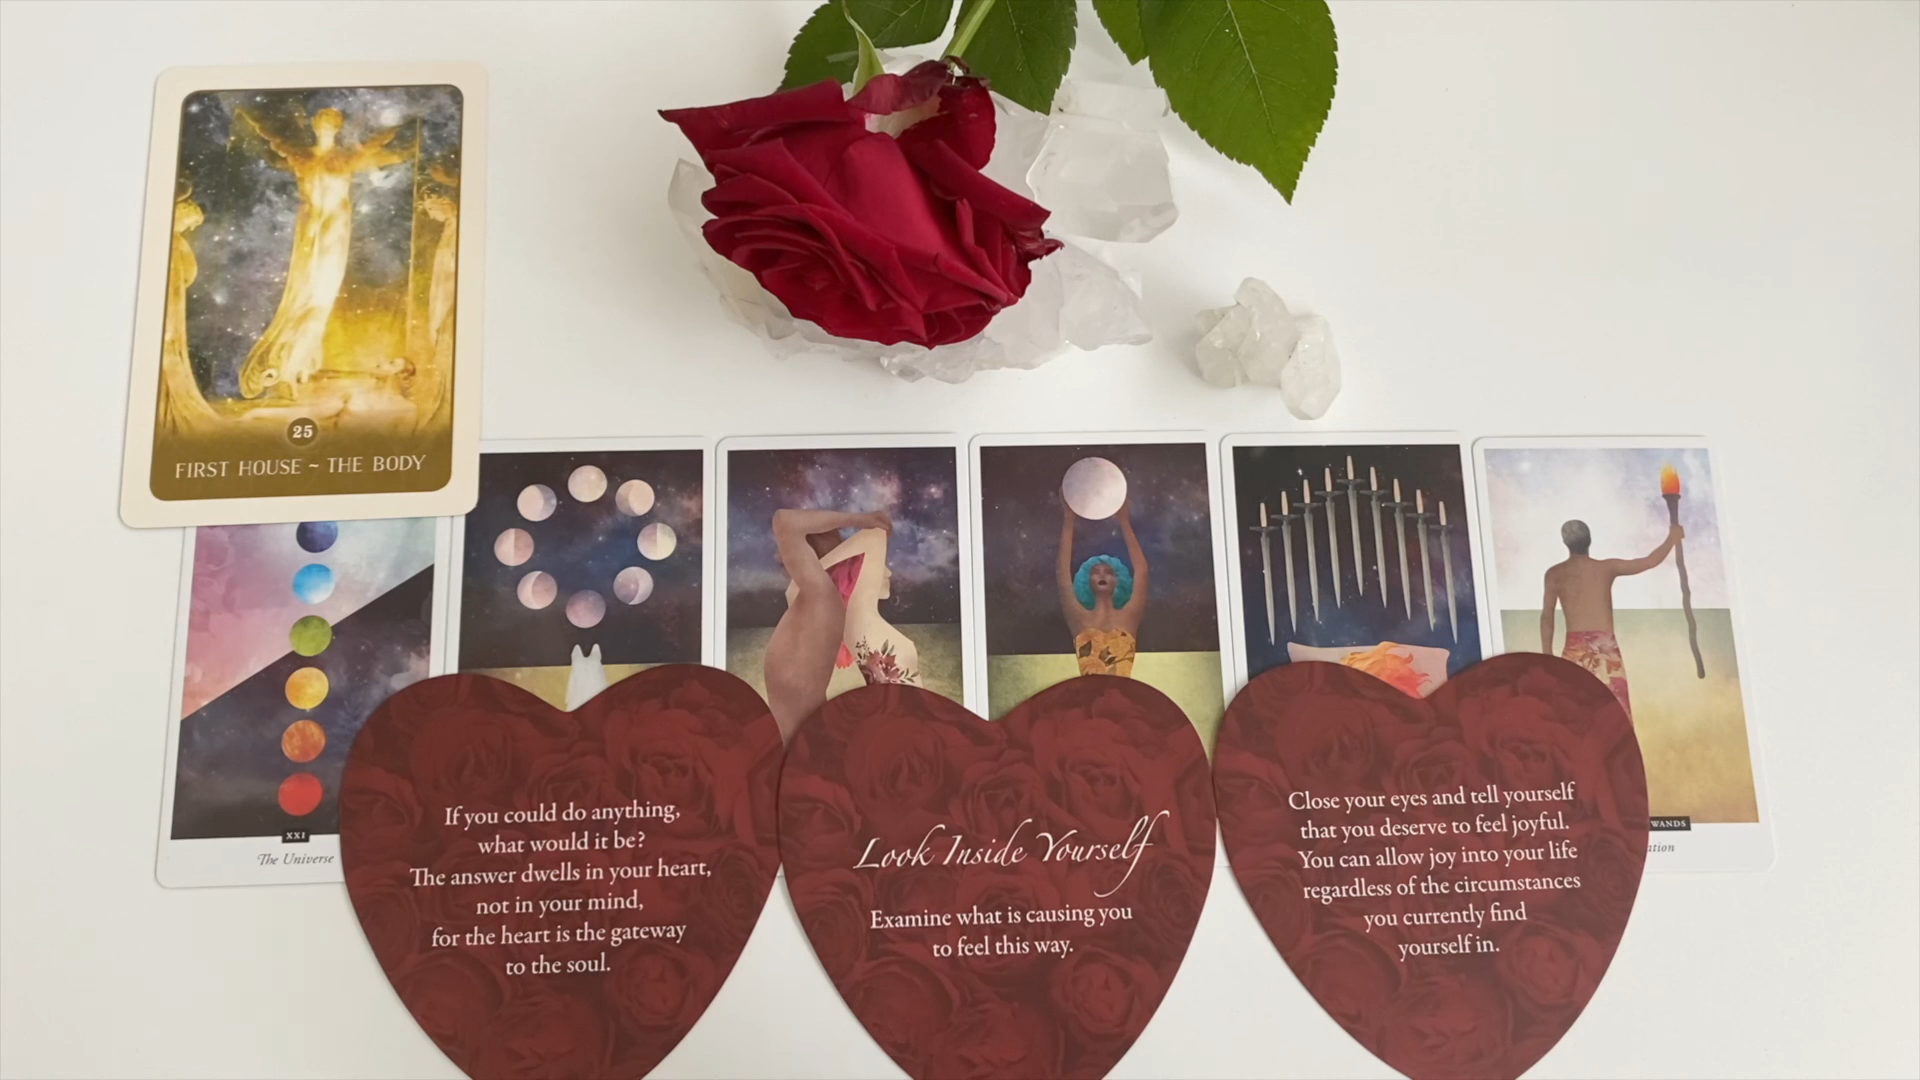 25
FIRST HOUSE ~ THE BODY
XXI
The Universe
WANDS
If you could do anything,
what would it be?
The answer dwells in your heart,
not in your mind,
for the heart is the gateway
to the soul.
Look Inside Yourself
Examine what is causing you
to feel this way.
Close your eyes and tell yourself
that you deserve to feel joyful.
You can allow joy into your life
regardless of the circumstances
you currently find
yourself in.